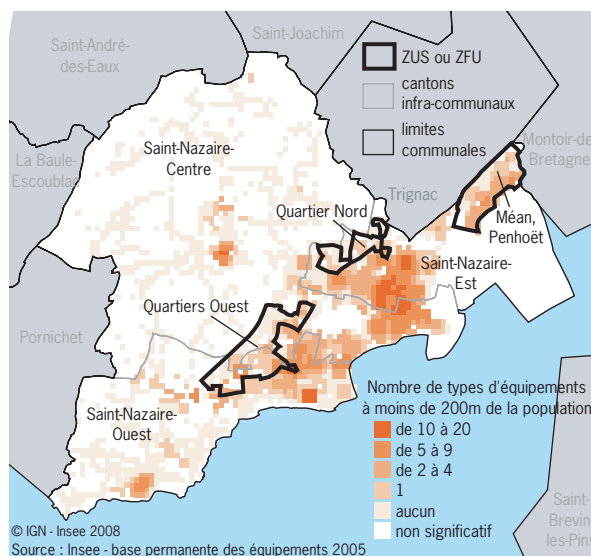 Saint-André-
des-Eaux
Saint-Joachim
ZUS ou ZFU
cantons
infra-communaux
limites
communales
La Baule-
Escoublac
Saint-Nazaire-
Centre
Montoir-de-
Bretagne
Trignac
Quartier Nord
Méan,
Penhoët
Saint-Nazaire-
Est
Quartiers Ouest
Pornichet
Saint-Nazaire-
Ouest
Nombre de types d'équipements
à moins de 200m de la population
de 10 à 20
de 5 à 9
de 2 à 4
1
aucun
non significatif
Saint-
Brevin-
les-Pins
© IGN - Insee 2008
Source : Insee - base permanente des équipements 2005